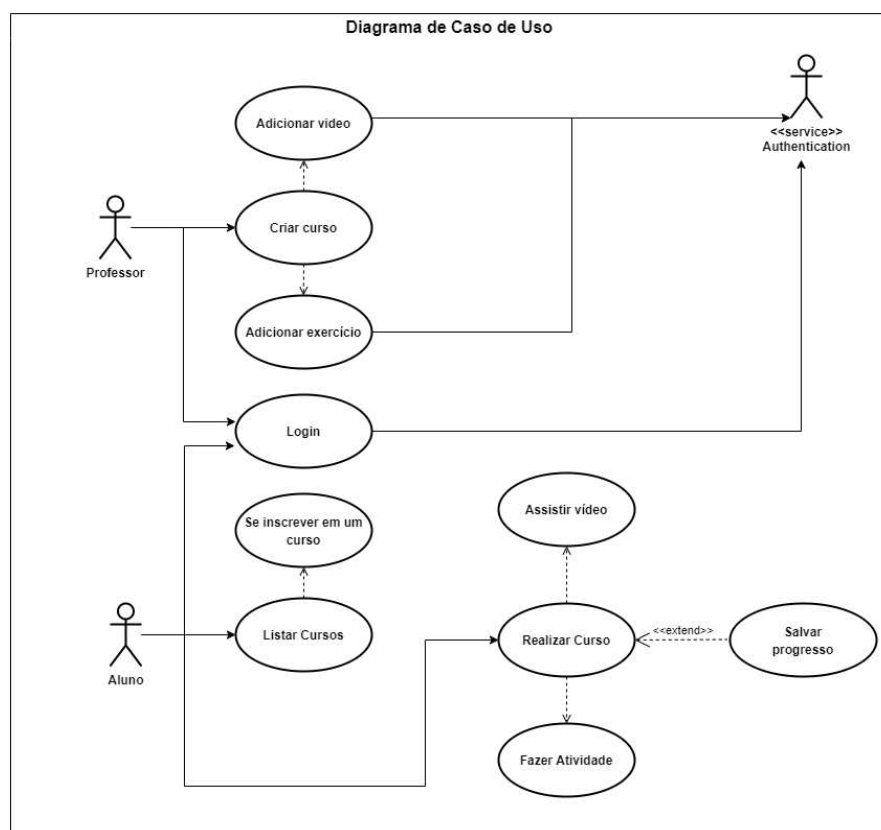 Diagrama de Caso de Uso
Adicionar video
<<service>>
Authentication
Criar curso
Professor
Adicionar exercício
Login
Assistir vídeo
Se inscrever em um
curso
Listar Cursos
Realizar Curso
<<extend>>
Salvar
progresso
Aluno
Fazer Atividade